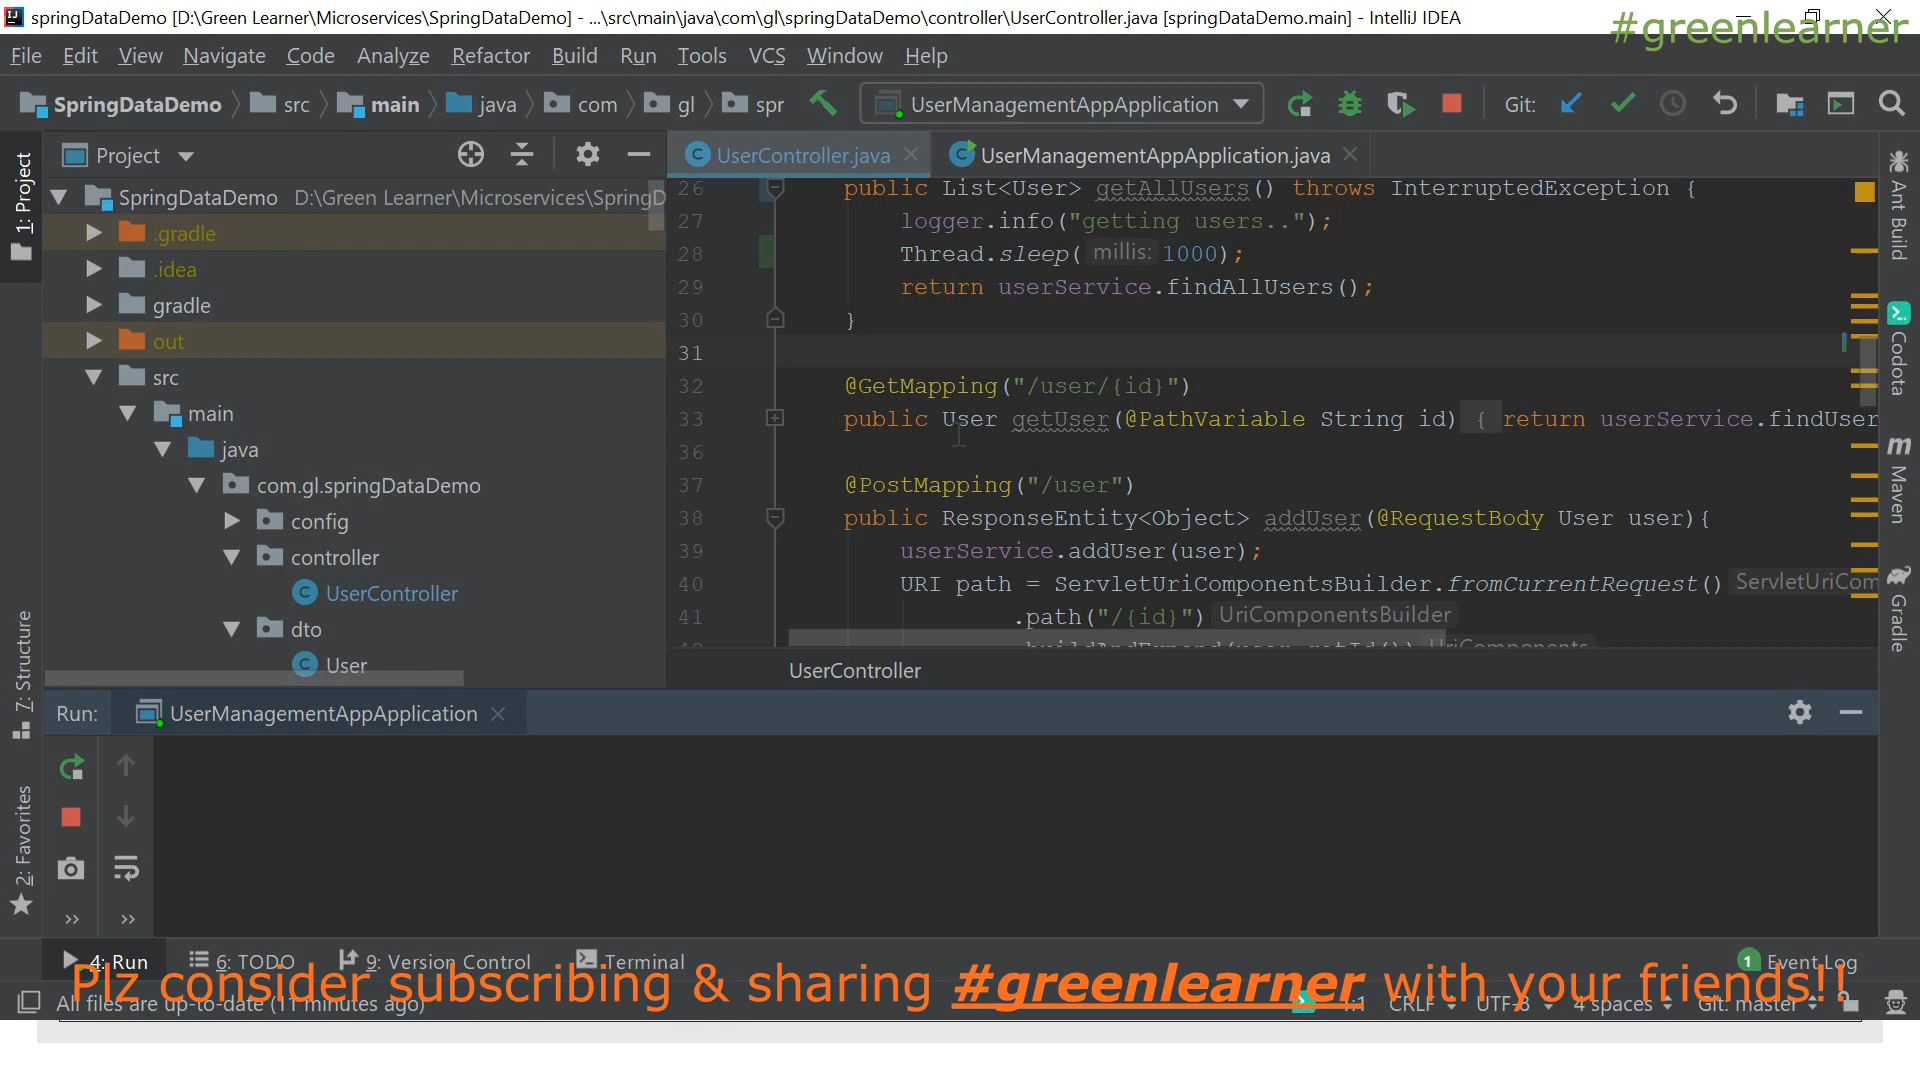 springDataDemo [D:\Green Learner\Microservices\SpringDataDemo] - ...\src\main\java\com\gl\springDataDemo\controller\UserController.java [springDataDemo.main] - IntelliJ IDEA
#greenlearner
File Edit View Navigate Code Analyze Refactor Build Run Tools VCS Window Help
SpringDataDemo src main java com gl spr UserManagementAppApplication Git:
1: Project
Project
UserController.java UserManagementAppApplication.java
SpringDataDemo D:\Green Learner\Microservices\SpringD
.gradle
.idea
gradle
out
src
main
java
com.gl.springDataDemo
config
controller
UserController
dto
User
26 public List<User> getAllUsers() throws InterruptedException {
27 logger.info("getting users..");
28 Thread.sleep( millis: 1000);
29 return userService.findAllUsers();
30 }
31
32 @GetMapping("/user/{id}")
33 public User getUser(@PathVariable String id) { return userService.findUser
36
37 @PostMapping("/user")
38 public ResponseEntity<Object> addUser(@RequestBody User user){
39 userService.addUser(user);
40 URI path = ServletUriComponentsBuilder.fromCurrentRequest() ServletUriCom
41 .path("/{id}") UriComponentsBuilder
UserController
Ant Build
Codota
Maven
Gradle
7: Structure
2: Favorites
Run: UserManagementAppApplication
4: Run 6: TODO 9: Version Control Terminal 1 Event Log
Plz consider subscribing & sharing #greenlearner with your friends!!
All files are up-to-date (11 minutes ago) 1:1 CRLF UTF-8 4 spaces Git: master